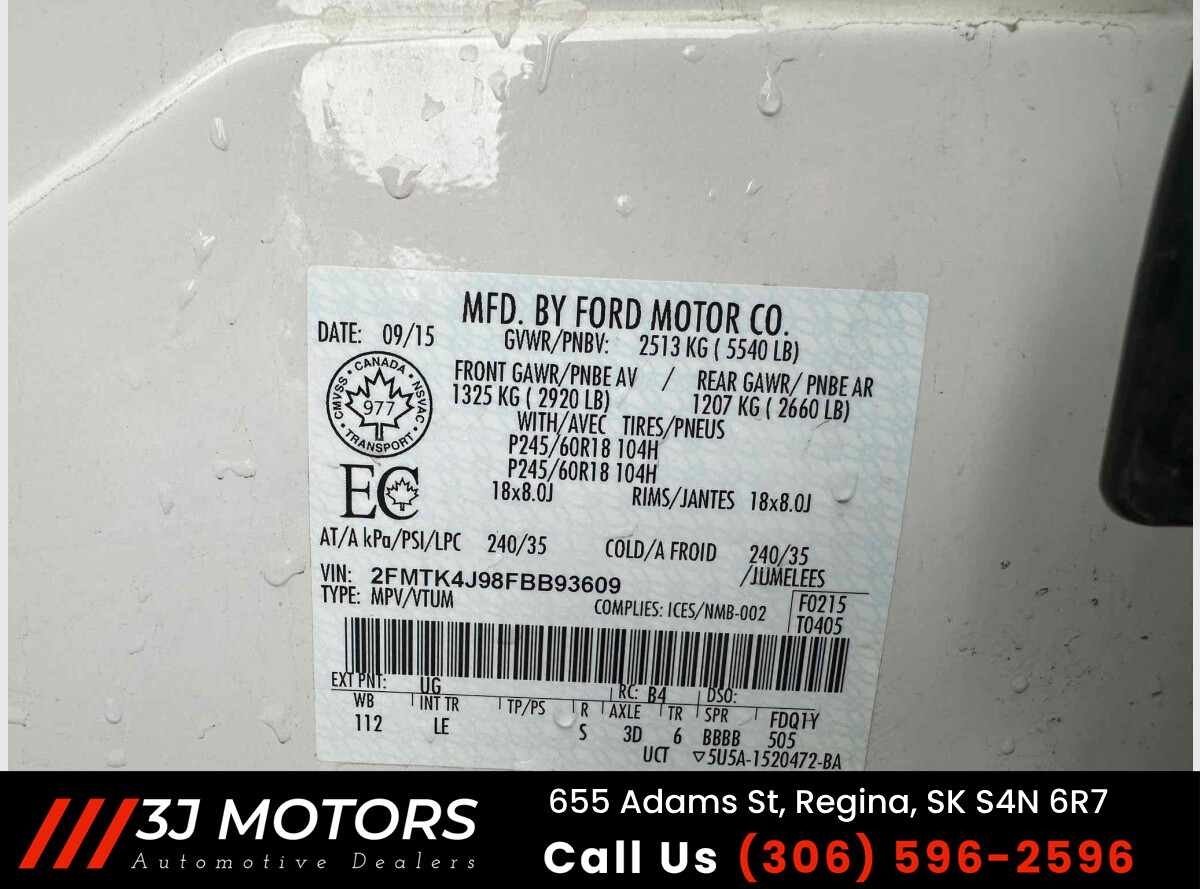 MFD. BY FORD MOTOR CO.
DATE: 09/15
GVWR/PNBV: 2513 KG ( 5540 LB)
FRONT GAWR/PNBE AV / REAR GAWR/ PNBE AR
1325 KG ( 2920 LB) 1207 KG ( 2660 LB)
WITH/AVEC TIRES/PNEUS
P245/60R18 104H
P245/60R18 104H
18x8.0J RIMS/JANTES 18x8.0J
CANADA • NSVAC • TRANSPORT • CMVSS •
977
EC
AT/A kPa/PSI/LPC 240/35 COLD/A FROID 240/35
/JUMELEES
VIN: 2FMTK4J98FBB93609
TYPE: MPV/VTUM
COMPLIES: ICES/NMB-002
F0215
T0405
EXT PNT: UG RC: B4 DSO:
WB INT TR TP/PS R AXLE TR SPR FDQ1Y
112 LE S 3D 6 BBBB 505
UCT ▽5U5A-1520472-BA
3J MOTORS
Automotive Dealers
655 Adams St, Regina, SK S4N 6R7
Call Us (306) 596-2596